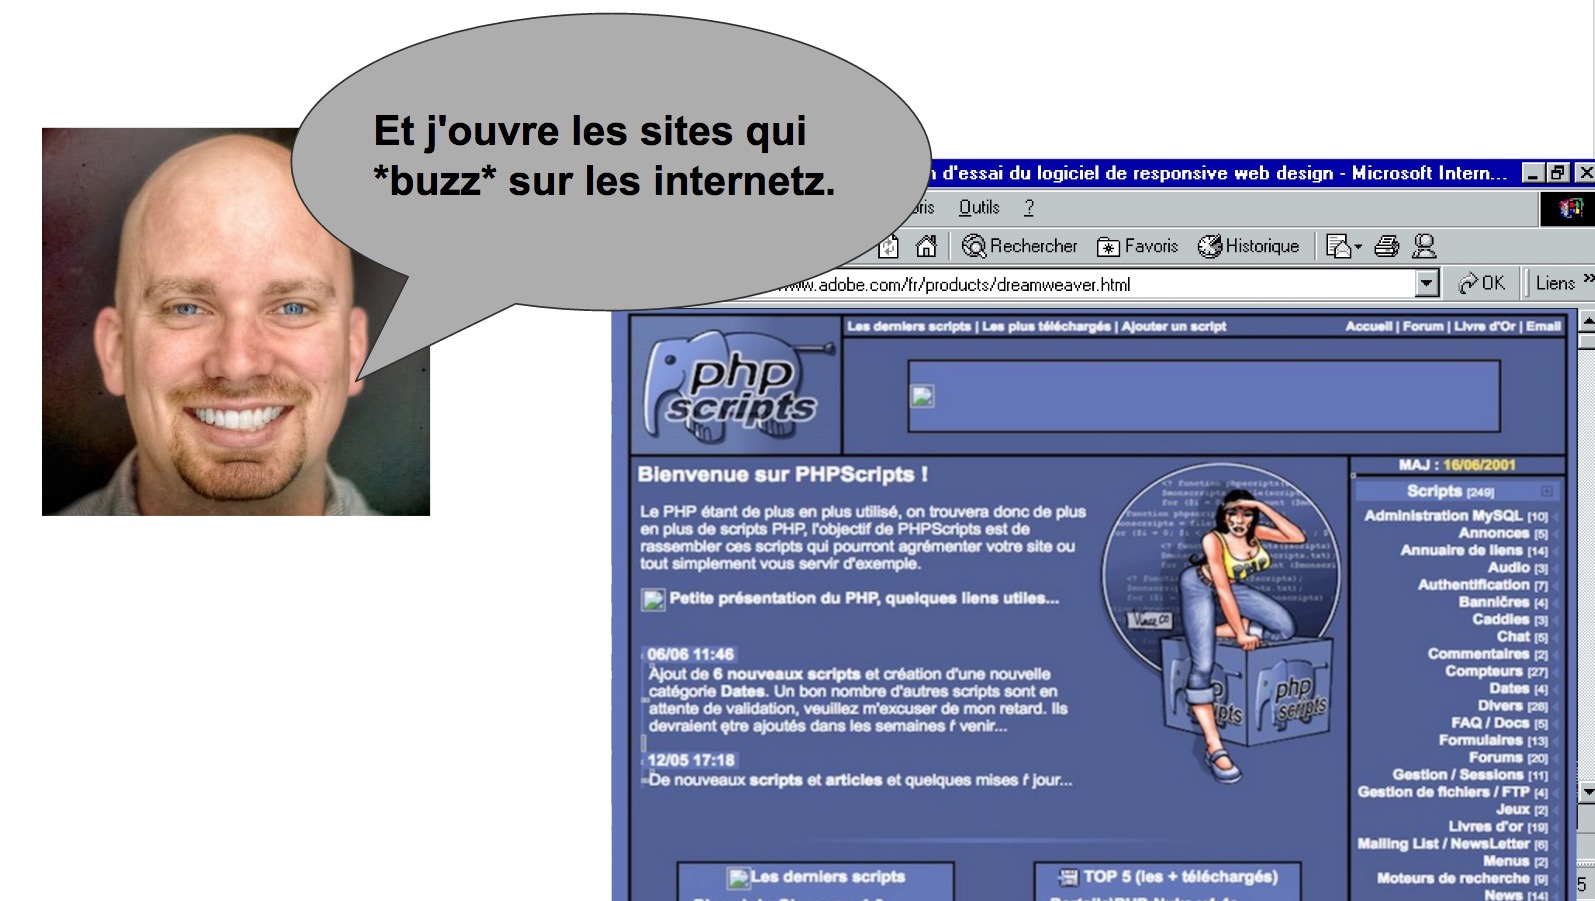 Et j'ouvre les sites qui
*buzz* sur les internetz.
d'essai du logiciel de responsive web design - Microsoft Intern...
Outils ?
Rechercher Favoris Historique
www.adobe.com/fr/products/dreamweaver.html OK Liens
Les derniers scripts | Les plus téléchargés | Ajouter un script
Accueil | Forum | Livre d'Or | Email
php
scripts
Bienvenue sur PHPScripts !
Le PHP étant de plus en plus utilisé, on trouvera donc de plus
en plus de scripts PHP, l'objectif de PHPScripts est de
rassembler ces scripts qui pourront agrémenter votre site ou
tout simplement vous servir d'exemple.
Petite présentation du PHP, quelques liens utiles...
06/06 11:46
Ajout de 6 nouveaux scripts et création d'une nouvelle
catégorie Dates. Un bon nombre d'autres scripts sont en
attente de validation, veuillez m'excuser de mon retard. Ils
devraient ętre ajoutés dans les semaines ŕ venir...
12/05 17:18
De nouveaux scripts et articles et quelques mises ŕ jour...
Les derniers scripts
TOP 5 (les + téléchargés)
PHP
Vince
php
scripts
MAJ : 16/06/2001
Scripts [249]
Administration MySQL [10]
Annonces [5]
Annuaire de liens [14]
Audio [3]
Authentification [7]
Banničres [4]
Caddies [3]
Chat [5]
Commentaires [2]
Compteurs [27]
Dates [4]
Divers [28]
FAQ / Docs [5]
Formulaires [13]
Forums [20]
Gestion / Sessions [11]
Gestion de fichiers / FTP [4]
Jeux [2]
Livres d'or [19]
Mailing List / NewsLetter [6]
Menus [2]
Moteurs de recherche [9]
News [14]